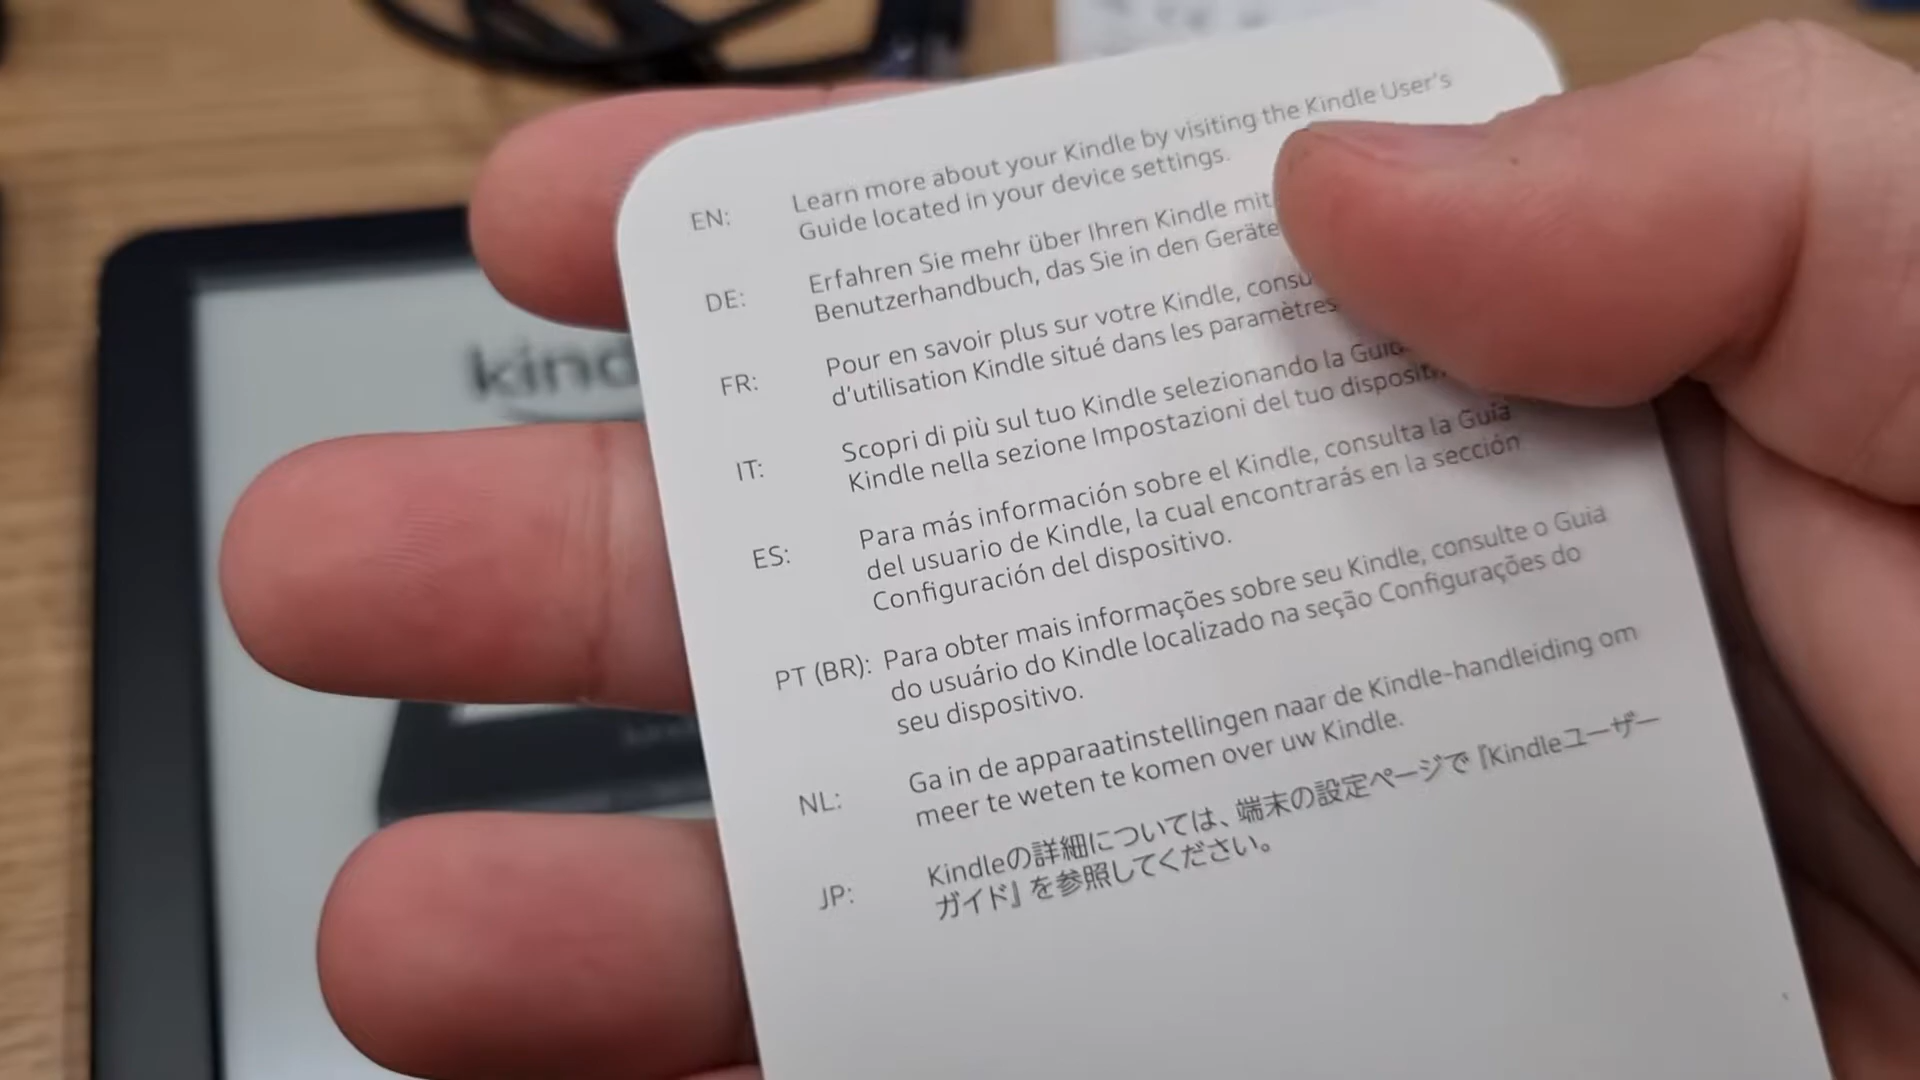 kind
EN: Learn more about your Kindle by visiting the Kindle User's
Guide located in your device settings.
DE: Erfahren Sie mehr über Ihren Kindle mit
Benutzerhandbuch, das Sie in den Geräte
FR: Pour en savoir plus sur votre Kindle, consu
d'utilisation Kindle situé dans les paramètres
IT: Scopri di più sul tuo Kindle selezionando la Guid
Kindle nella sezione Impostazioni del tuo dispositiv
ES: Para más información sobre el Kindle, consulta la Guía
del usuario de Kindle, la cual encontrarás en la sección
Configuración del dispositivo.
PT (BR): Para obter mais informações sobre seu Kindle, consulte o Guia
do usuário do Kindle localizado na seção Configurações do
seu dispositivo.
NL: Ga in de apparaatinstellingen naar de Kindle-handleiding om
meer te weten te komen over uw Kindle.
JP: Kindleの詳細については、端末の設定ページで『Kindleユーザー
ガイド』を参照してください。